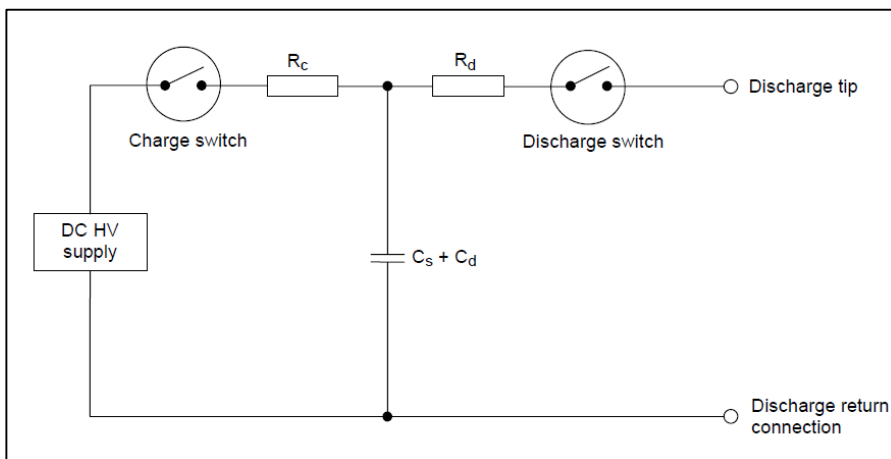 Rc
Rd
Discharge tip
Charge switch
Discharge switch
DC HV
supply
Cs + Cd
Discharge return
connection